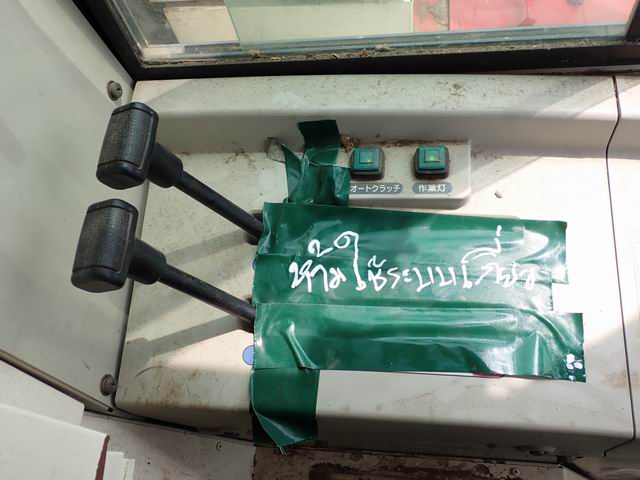 オートクラッチ
作業灯
ห้ามใช้ระบบเกี่ยว